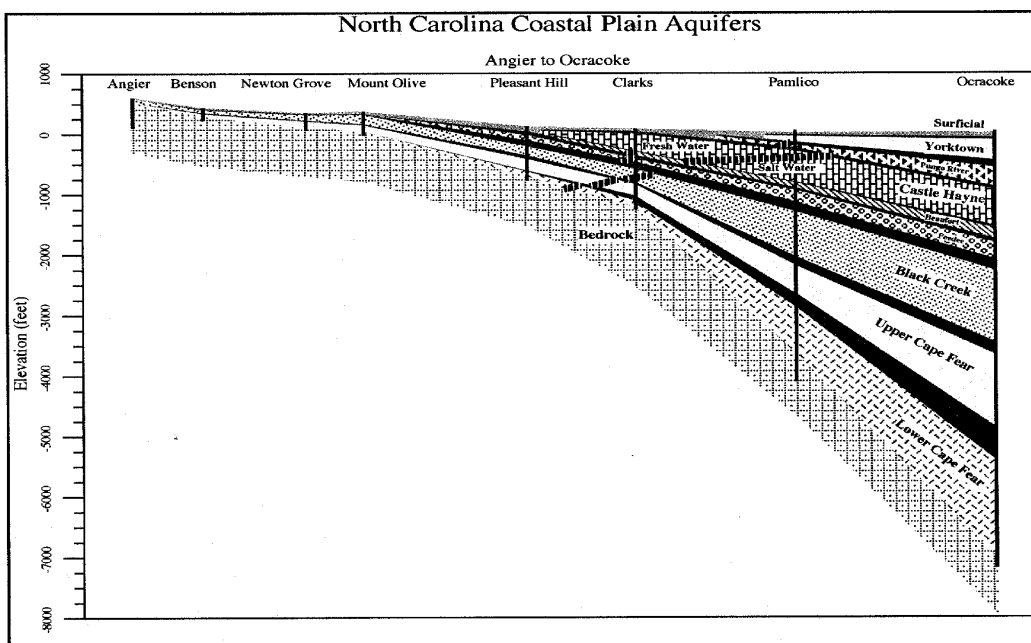 North Carolina Coastal Plain Aquifers
Angier to Ocracoke
Angier Benson Newton Grove Mount Olive Pleasant Hill Clarks Pamlico Ocracoke
Elevation (feet)
1000
0
-1000
-2000
-3000
-4000
-5000
-6000
-7000
-8000
Surficial
Yorktown
Fresh Water
Salt Water
Castle Hayne
Beaufort
Bedrock
Black Creek
Upper Cape Fear
Lower Cape Fear